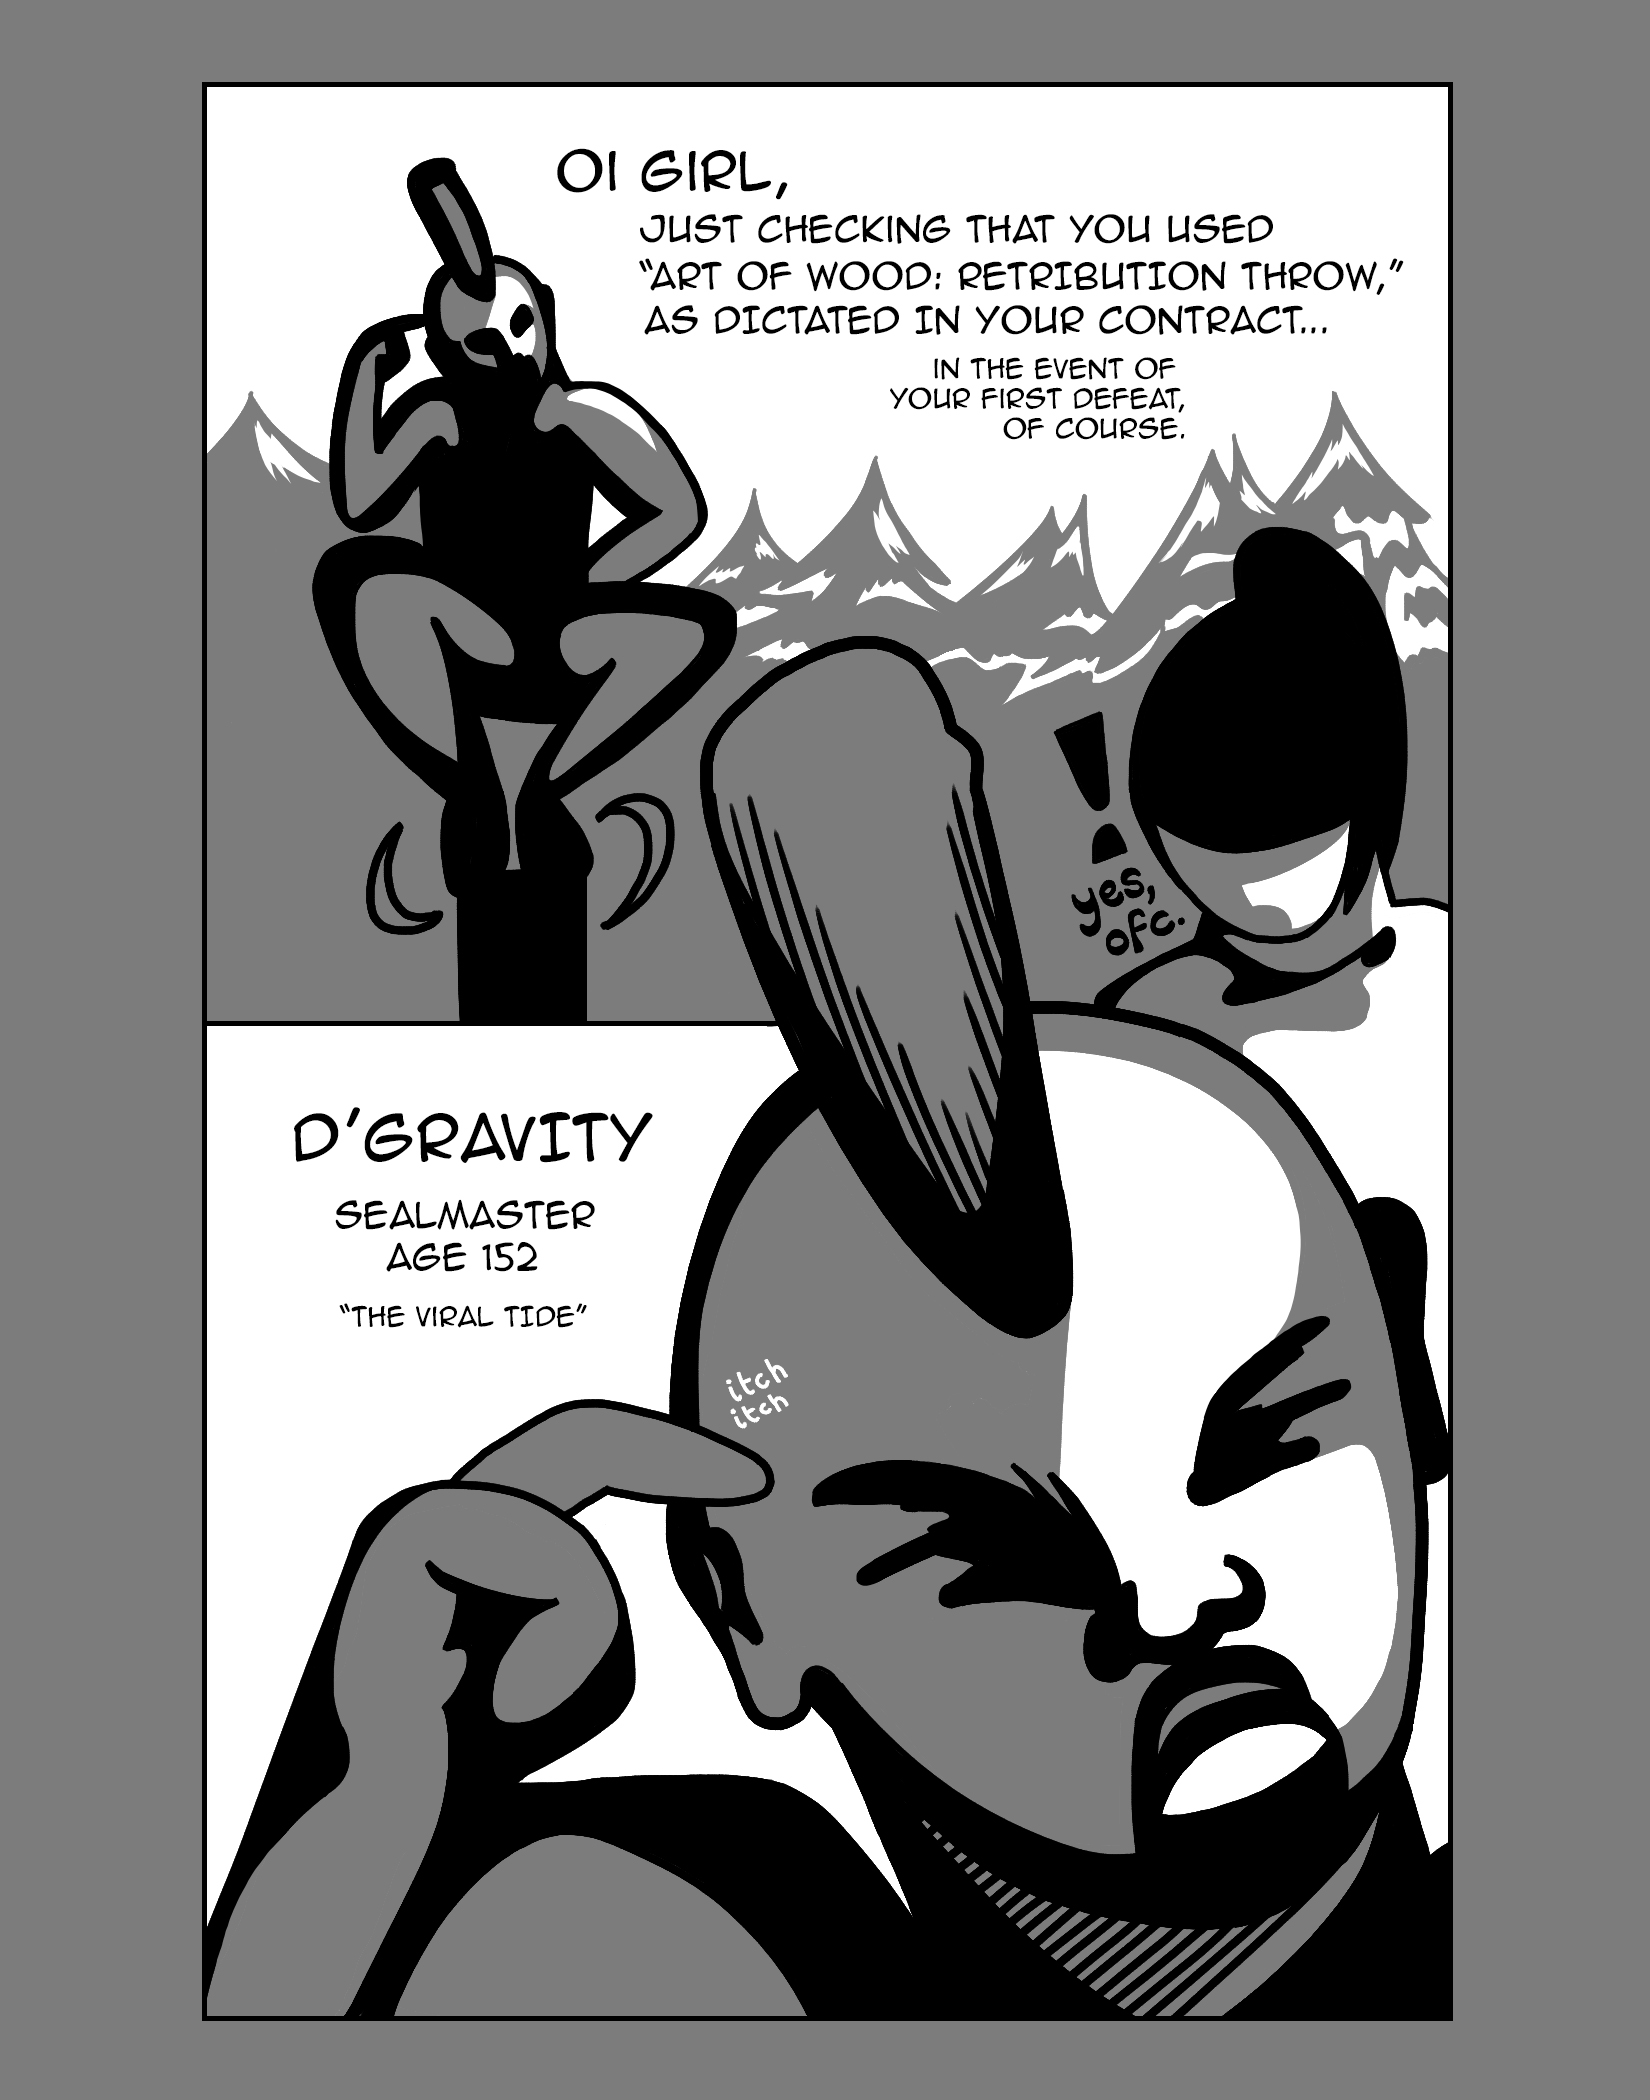 OI GIRL,
JUST CHECKING THAT YOU USED
"ART OF WOOD: RETRIBUTION THROW,"
AS DICTATED IN YOUR CONTRACT...
IN THE EVENT OF
YOUR FIRST DEFEAT,
OF COURSE.
!
yes,
ofc.
D'GRAVITY
SEALMASTER
AGE 152
"THE VIRAL TIDE"
itch
itch